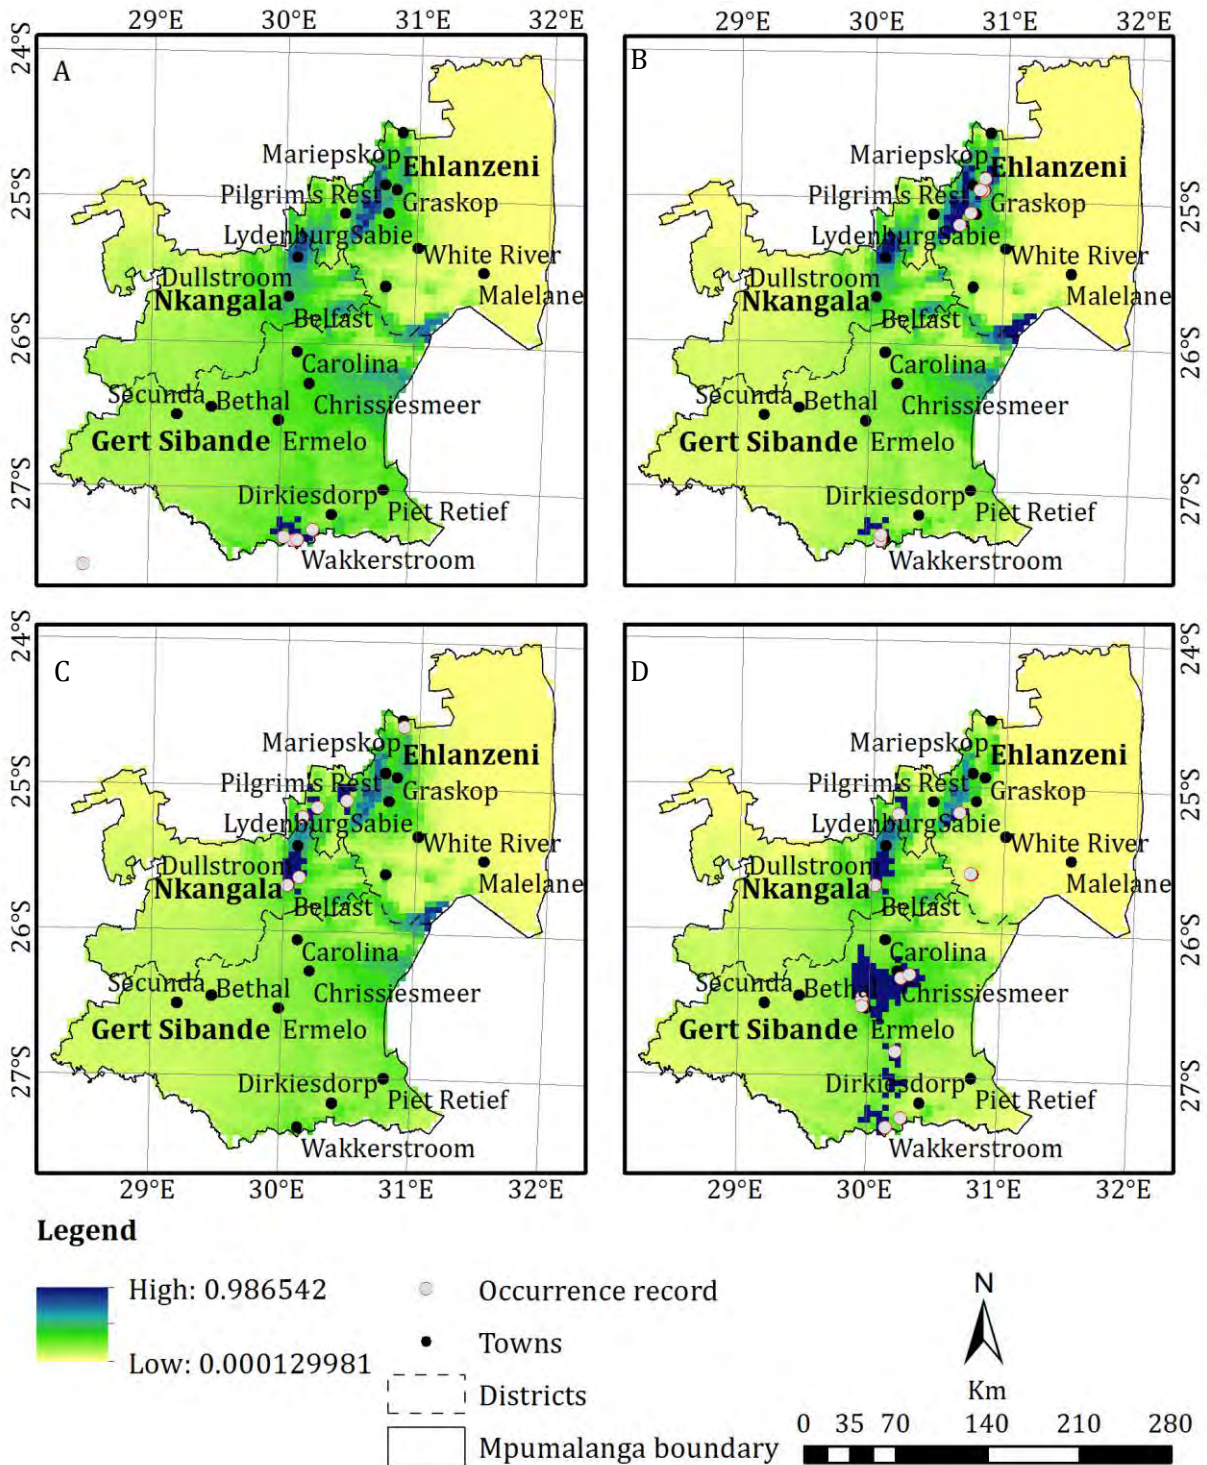 29°E 30°E 31°E 32°E 29°E 30°E 31°E 32°E
24°S
A
Mariepskop
Ehlanzeni
Pilgrim's Rest
Graskop
Lydenburg
Sabie
White River
Dullstroom
Malelane
Nkangala
Belfast
Carolina
Secunda
Bethal
Chrissiesmeer
Gert Sibande
Ermelo
Dirkiesdorp
Piet Retief
Wakkerstroom
25°S
26°S
27°S
B
Mariepskop
Ehlanzeni
Pilgrim's Rest
Graskop
Lydenburg
Sabie
White River
Dullstroom
Malelane
Nkangala
Belfast
Carolina
Secunda
Bethal
Chrissiesmeer
Gert Sibande
Ermelo
Dirkiesdorp
Piet Retief
Wakkerstroom
25°S
26°S
27°S
24°S
C
Mariepskop
Ehlanzeni
Pilgrim's Rest
Graskop
Lydenburg
Sabie
White River
Dullstroom
Malelane
Nkangala
Belfast
Carolina
Secunda
Bethal
Chrissiesmeer
Gert Sibande
Ermelo
Dirkiesdorp
Piet Retief
Wakkerstroom
25°S
26°S
27°S
D
Mariepskop
Ehlanzeni
Pilgrim's Rest
Graskop
Lydenburg
Sabie
White River
Dullstroom
Malelane
Nkangala
Belfast
Carolina
Secunda
Bethal
Chrissiesmeer
Gert Sibande
Ermelo
Dirkiesdorp
Piet Retief
Wakkerstroom
24°S
25°S
26°S
27°S
29°E 30°E 31°E 32°E 29°E 30°E 31°E 32°E
Legend
High: 0.986542
Low: 0.000129981
Occurrence record
Towns
Districts
Mpumalanga boundary
N
Km
0 35 70 140 210 280